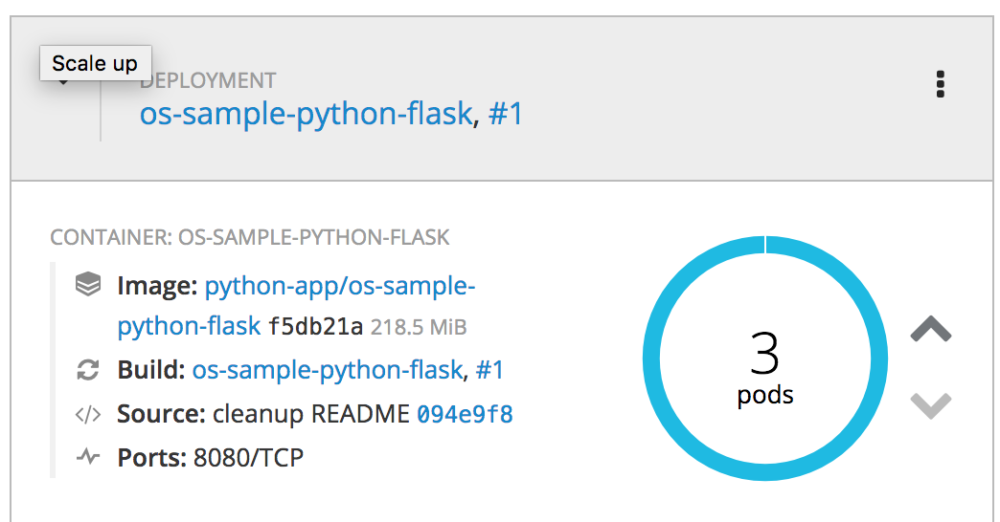 Scale up
DEPLOYMENT
os-sample-python-flask, #1
CONTAINER: OS-SAMPLE-PYTHON-FLASK
Image: python-app/os-sample-
python-flask f5db21a 218.5 MiB
Build: os-sample-python-flask, #1
Source: cleanup README 094e9f8
Ports: 8080/TCP
3
pods